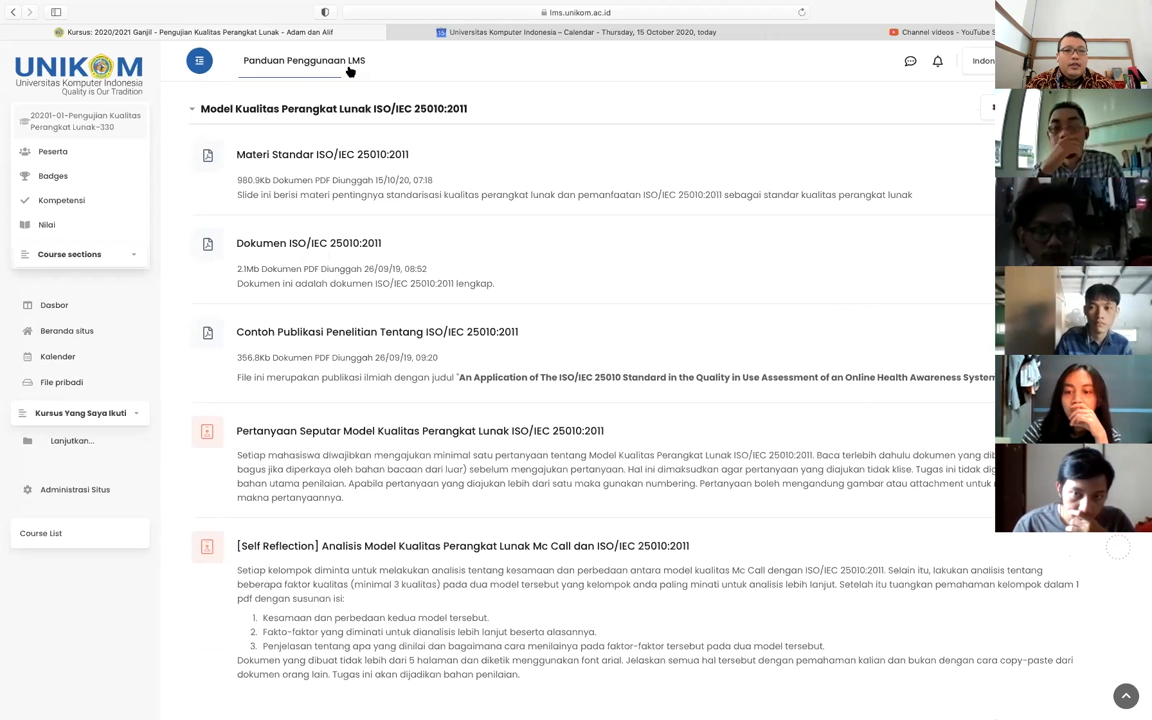 lms.unikom.ac.id
Kursus: 2020/2021 Ganjil - Pengujian Kualitas Perangkat Lunak - Adam dan Alif
Universitas Komputer Indonesia – Calendar - Thursday, 15 October 2020, today
Channel videos - YouTube S
UNIKOM
Universitas Komputer Indonesia
Quality is Our Tradition
Panduan Penggunaan LMS
Indon
20201-01-Pengujian Kualitas
Perangkat Lunak-330
Peserta
Badges
Kompetensi
Nilai
Course sections
Dasbor
Beranda situs
Kalender
File pribadi
Kursus Yang Saya Ikuti
Lanjutkan...
Administrasi Situs
Course List
Model Kualitas Perangkat Lunak ISO/IEC 25010:2011
Materi Standar ISO/IEC 25010:2011
980.9Kb Dokumen PDF Diunggah 15/10/20, 07:18
Slide ini berisi materi pentingnya standarisasi kualitas perangkat lunak dan pemanfaatan ISO/IEC 25010:2011 sebagai standar kualitas perangkat lunak
Dokumen ISO/IEC 25010:2011
2.1Mb Dokumen PDF Diunggah 26/09/19, 08:52
Dokumen ini adalah dokumen ISO/IEC 25010:2011 lengkap.
Contoh Publikasi Penelitian Tentang ISO/IEC 25010:2011
356.8Kb Dokumen PDF Diunggah 26/09/19, 09:20
File ini merupakan publikasi ilmiah dengan judul "An Application of The ISO/IEC 25010 Standard in the Quality in Use Assessment of an Online Health Awareness System
Pertanyaan Seputar Model Kualitas Perangkat Lunak ISO/IEC 25010:2011
Setiap mahasiswa diwajibkan mengajukan minimal satu pertanyaan tentang Model Kualitas Perangkat Lunak ISO/IEC 25010:2011. Baca terlebih dahulu dokumen yang dib
bagus jika diperkaya oleh bahan bacaan dari luar) sebelum mengajukan pertanyaan. Hal ini dimaksudkan agar pertanyaan yang diajukan tidak klise. Tugas ini tidak dig
bahan utama penilaian. Apabila pertanyaan yang diajukan lebih dari satu maka gunakan numbering. Pertanyaan boleh mengandung gambar atau attachment untuk
makna pertanyaannya.
[Self Reflection] Analisis Model Kualitas Perangkat Lunak Mc Call dan ISO/IEC 25010:2011
Setiap kelompok diminta untuk melakukan analisis tentang kesamaan dan perbedaan antara model kualitas Mc Call dengan ISO/IEC 25010:2011. Selain itu, lakukan analisis tentang
beberapa faktor kualitas (minimal 3 kualitas) pada dua model tersebut yang kelompok anda paling minati untuk analisis lebih lanjut. Setelah itu tuangkan pemahaman kelompok dalam 1
pdf dengan susunan isi:
1. Kesamaan dan perbedaan kedua model tersebut.
2. Fakto-faktor yang diminati untuk dianalisis lebih lanjut beserta alasannya.
3. Penjelasan tentang apa yang dinilai dan bagaimana cara menilainya pada faktor-faktor tersebut pada dua model tersebut.
Dokumen yang dibuat tidak lebih dari 5 halaman dan diketik menggunakan font arial. Jelaskan semua hal tersebut dengan pemahaman kalian dan bukan dengan cara copy-paste dari
dokumen orang lain. Tugas ini akan dijadikan bahan penilaian.